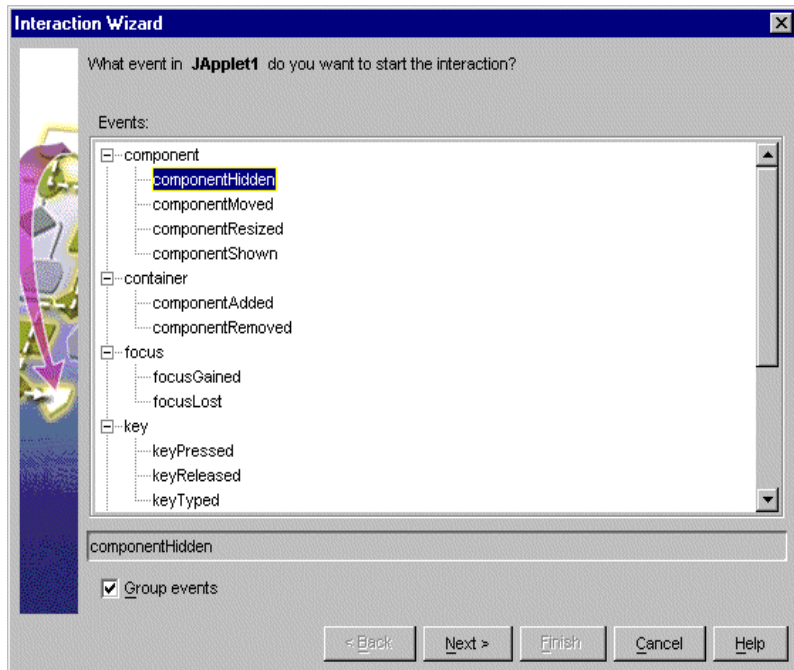 Interaction Wizard
What event in JApplet1 do you want to start the interaction?
Events:
component
componentHidden
componentMoved
componentResized
componentShown
container
componentAdded
componentRemoved
focus
focusGained
focusLost
key
keyPressed
keyReleased
keyTyped
componentHidden
Group events
< Back Next > Finish Cancel Help